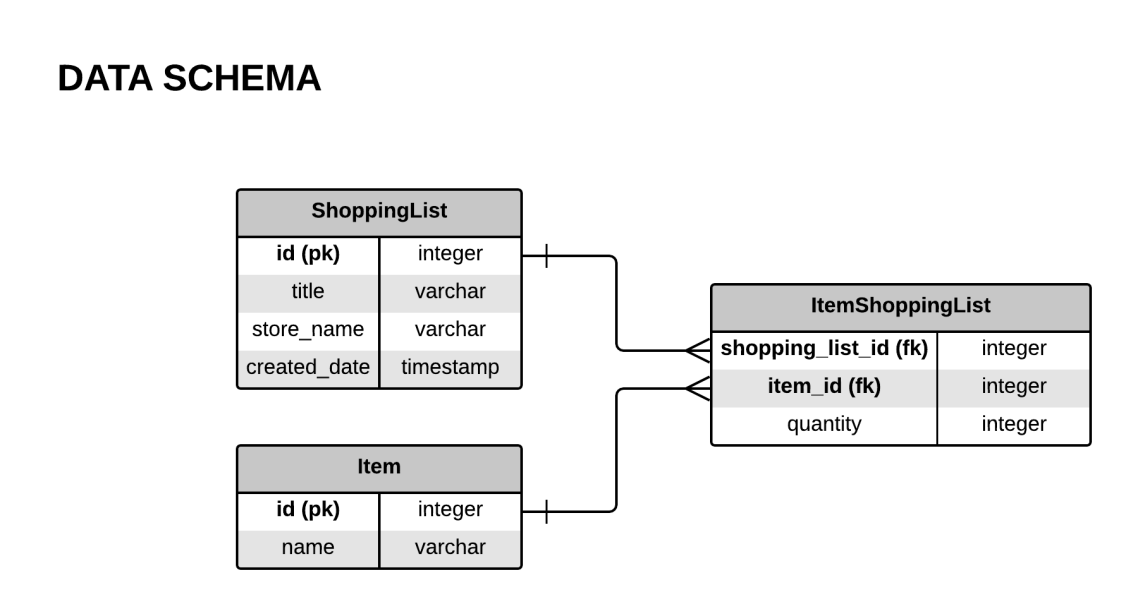 DATA SCHEMA
ShoppingList
id (pk) integer
title varchar
store_name varchar
created_date timestamp
ItemShoppingList
shopping_list_id (fk) integer
item_id (fk) integer
quantity integer
Item
id (pk) integer
name varchar